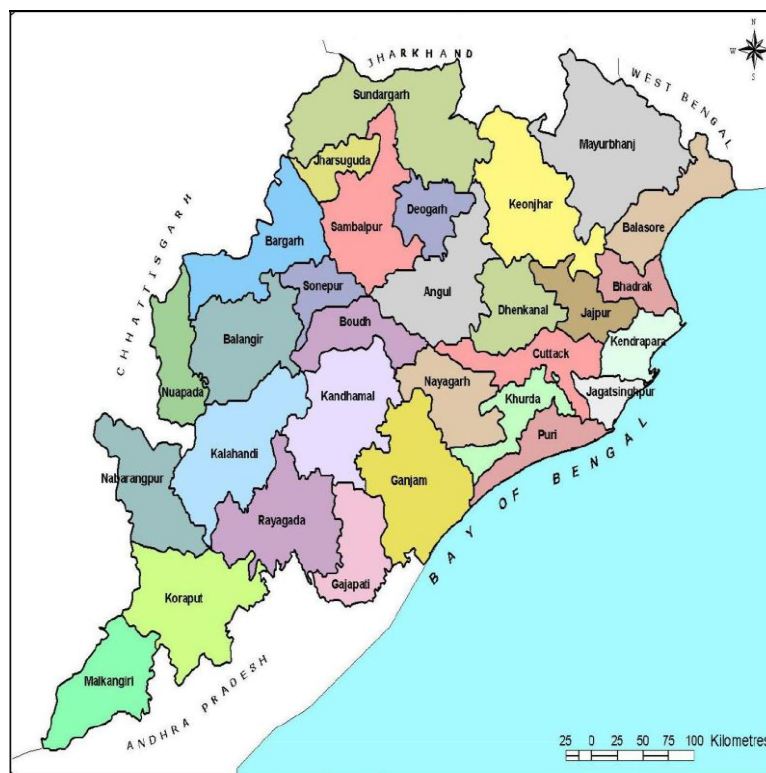 N
W
E
S
JHARKHAND
WEST BENGAL
Sundargarh
Mayurbhanj
Jharsuguda
Keonjhar
Deogarh
Sambalpur
Balasore
Bargarh
CHHATTISGARH
Sonepur
Angul
Bhadrak
Dhenkanal
Jajpur
Boudh
Balangir
Kendrapara
Cuttack
Nayagarh
Kandhamal
Nuapada
Khurda
Jagatsinghpur
Puri
Kalahandi
Nabarangpur
Ganjam
BAY OF BENGAL
Rayagada
Gajapati
Koraput
Malkangiri
ANDHRA PRADESH
25 0 25 50 75 100 Kilometres